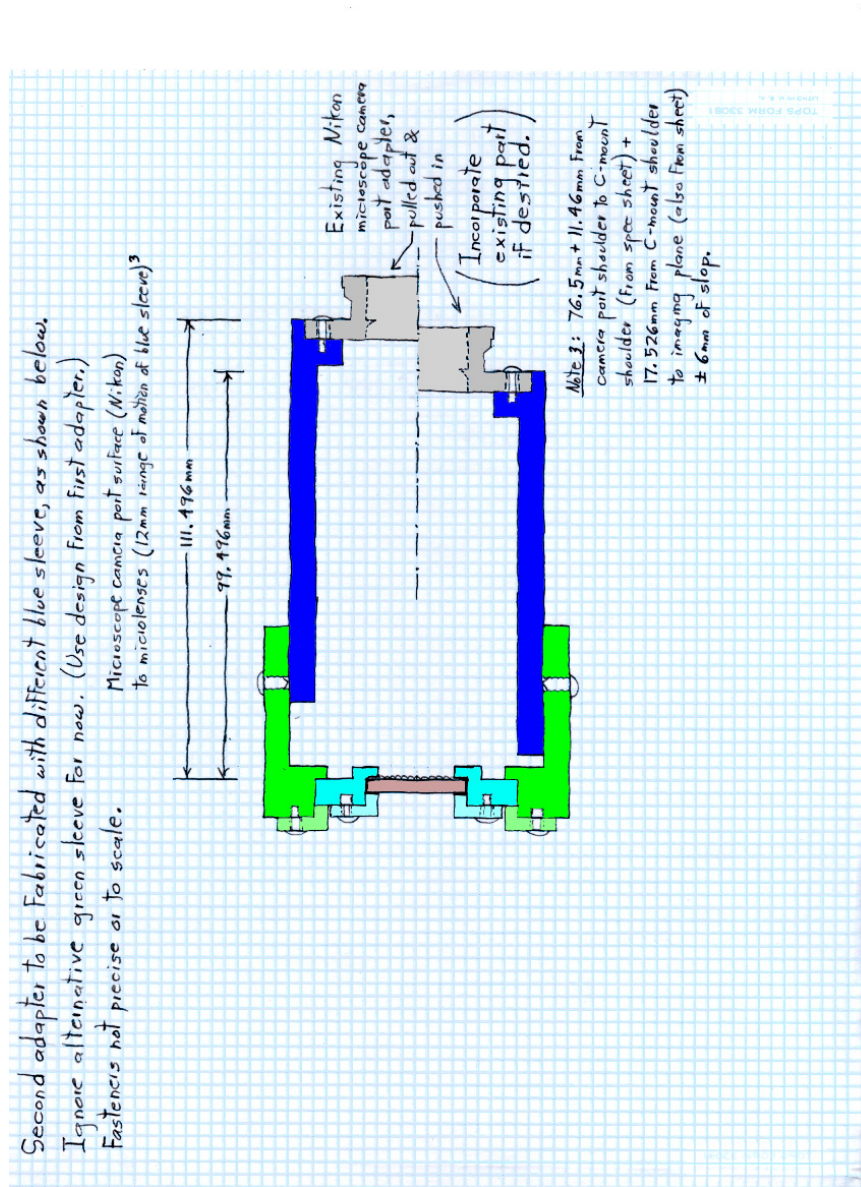 Second adapter to be Fabricated with different blue sleeve, as shown below.
Ignore alternative green sleeve for now. (Use design from first adapter.)
Fasteners not precise or to scale.
Microscope camera port surface (Nikon)
to microlenses (12mm range of motion of blue sleeve)³
111.496mm
99.496mm
Existing Nikon
microscope camera
port adapter,
pulled out &
pushed in
(Incorporate
existing part
if desired.)
Note 3: 76.5mm + 11.46mm from
camera port shoulder to C-mount
shoulder (from spec sheet) +
17.526mm from C-mount shoulder
to imaging plane (also from sheet)
± 6mm of slop.
TOPS FORM 33081